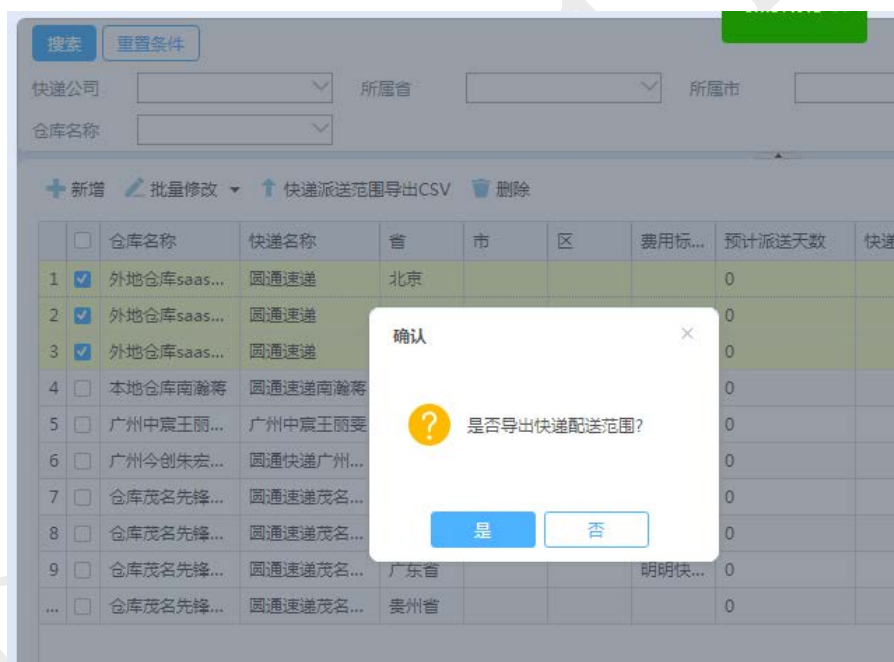 搜索 重置条件
快递公司 所属省 所属市
仓库名称
新增 批量修改 快递派送范围导出CSV 删除
仓库名称 快递名称 省 市 区 费用标... 预计派送天数 快递
1 外地仓库saas... 圆通速递 北京 0
2 外地仓库saas... 圆通速递 0
3 外地仓库saas... 圆通速递 0
4 本地仓库南瀚蒡 圆通速递南瀚蒡 0
5 广州中宸王丽... 广州中宸王丽雯 0
6 广州今创朱宏... 圆通快递广州... 0
7 仓库茂名先锋... 圆通速递茂名... 0
8 仓库茂名先锋... 圆通速递茂名... 0
9 仓库茂名先锋... 圆通速递茂名... 广东省 明明快... 0
... 仓库茂名先锋... 圆通速递茂名... 贵州省 0
确认
是否导出快递配送范围?
是 否